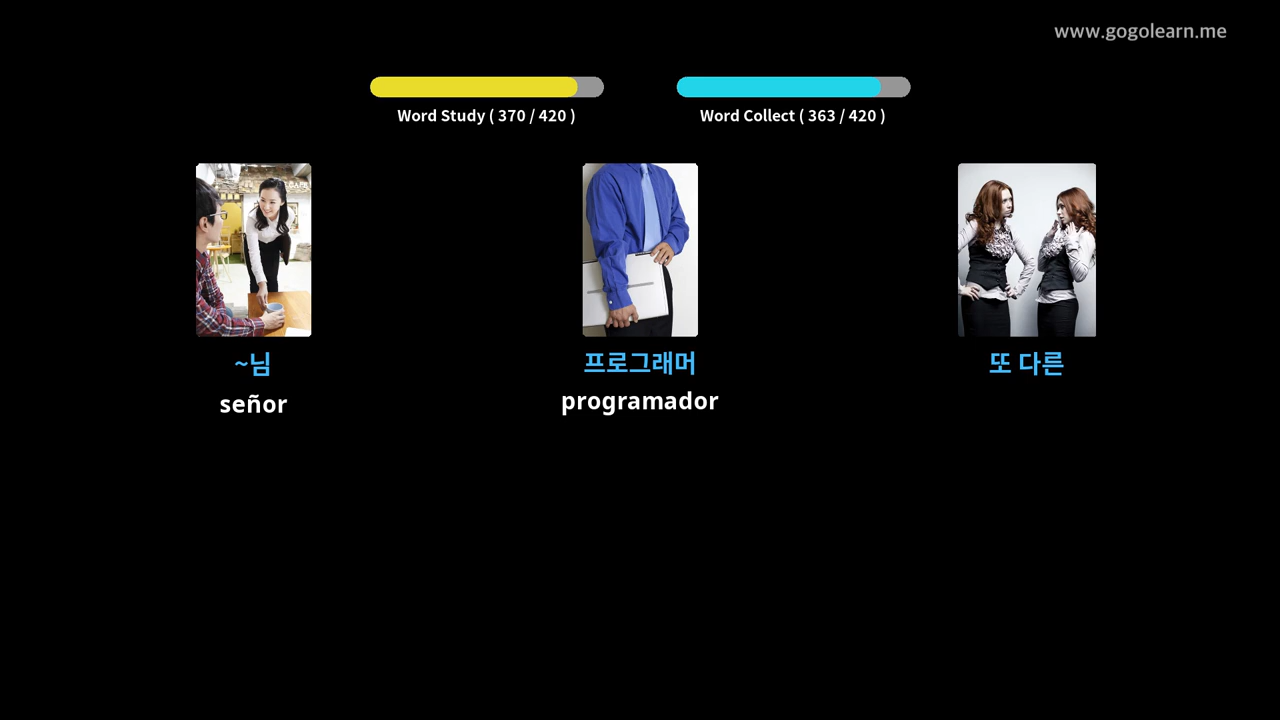 www.gogolearn.me
Word Study ( 370 / 420 )
Word Collect ( 363 / 420 )
~님
프로그래머
또 다른
señor
programador